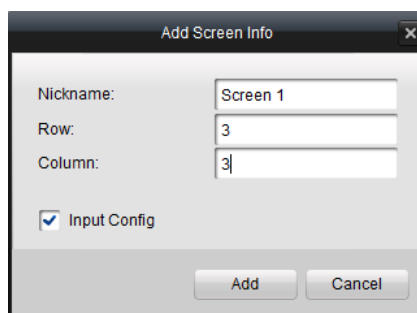 Add Screen Info
Nickname: Screen 1
Row: 3
Column: 3
Input Config
Add Cancel